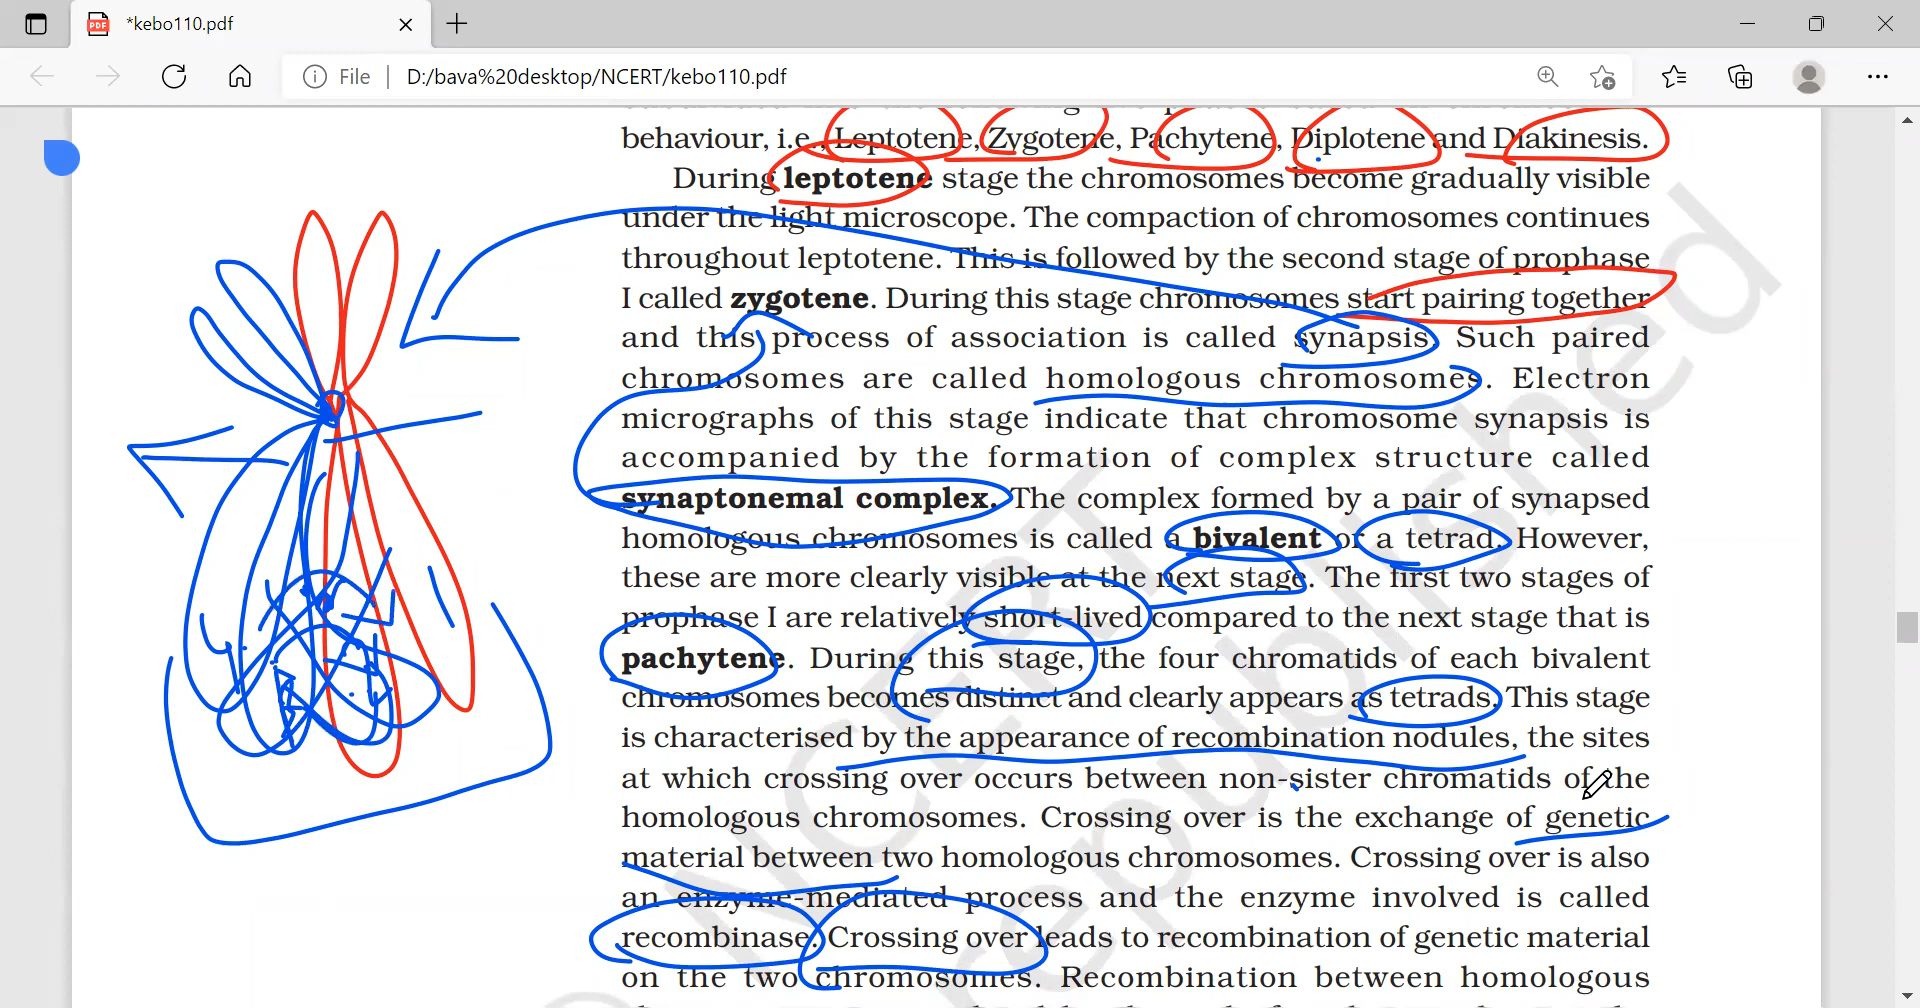 *kebo110.pdf
File
D:/bava%20desktop/NCERT/kebo110.pdf
behaviour, i.e., Leptotene, Zygotene, Pachytene, Diplotene and Diakinesis.
During leptotene stage the chromosomes become gradually visible
under the light microscope. The compaction of chromosomes continues
throughout leptotene. This is followed by the second stage of prophase
I called zygotene. During this stage chromosomes start pairing together
and this process of association is called synapsis. Such paired
chromosomes are called homologous chromosomes. Electron
micrographs of this stage indicate that chromosome synapsis is
accompanied by the formation of complex structure called
synaptonemal complex. The complex formed by a pair of synapsed
homologous chromosomes is called a bivalent or a tetrad. However,
these are more clearly visible at the next stage. The first two stages of
prophase I are relatively short-lived compared to the next stage that is
pachytene. During this stage, the four chromatids of each bivalent
chromosomes becomes distinct and clearly appears as tetrads. This stage
is characterised by the appearance of recombination nodules, the sites
at which crossing over occurs between non-sister chromatids of the
homologous chromosomes. Crossing over is the exchange of genetic
material between two homologous chromosomes. Crossing over is also
an enzyme-mediated process and the enzyme involved is called
recombinase. Crossing over leads to recombination of genetic material
on the two chromosomes. Recombination between homologous
NCERT
republished